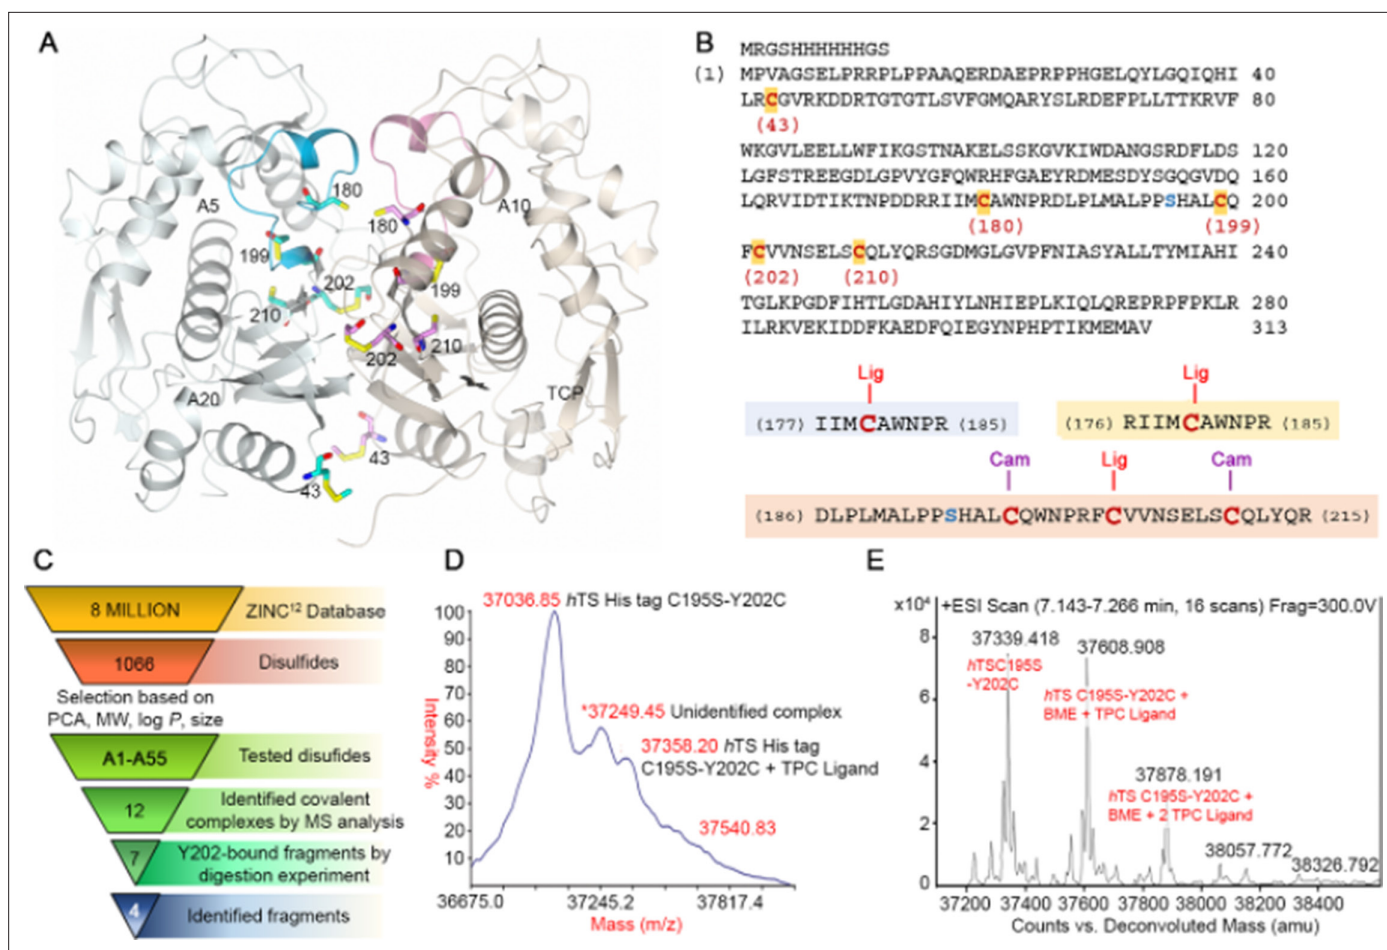 A
180
A5
180
A10
199
202
199
210
202
210
A20
TCP
43
43
B
MRGSHHHHHHGS
(1) MPVAGSELPRRPLPPAAQERDAEPRPPHGELQYLGQIQHI 40
LRCGVRKDDRTGTGTLSVFGMQARYSLRDEFPLLTTKRVF 80
(43)
WKGVLEELLWFIKGSTNAKELSSKGVKIWDANGSRDFLDS 120
LGFSTREEGDLGPVYGFQWRHFGAEYRDMESDYSGQGVDQ 160
LQRVIDTIKTNPDDRRIIMCAWNPRDLPLMALPPSHALCQ 200
(180) (199)
FCVVNSELSCQLYQRSGDMGLGVPFNIASYALLTYMIAHI 240
(202) (210)
TGLKPGDFIHTLGDAHIYLNHIEPLKIQLQREPRPFPKLR 280
ILRKVEKIDDFKAEDFQIEGYNPHPTIKMEMAV 313
Lig Lig
(177) IIMCAWNPR (185) (176) RIIMCAWNPR (185)
Cam Lig Cam
(186) DLPLMALPPSHALCQWNPRFCVVNSELSCQLYQR (215)
C
8 MILLION ZINC¹² Database
1066 Disulfides
Selection based on
PCA, MW, log P, size
A1-A55 Tested disufides
12 Identified covalent
complexes by MS analysis
7 Y202-bound fragments by
digestion experiment
4 Identified fragments
D
37036.85 hTS His tag C195S-Y202C
*37249.45 Unidentified complex
37358.20 hTS His tag
C195S-Y202C + TPC Ligand
37540.83
Intensity %
100
90
80
70
60
50
40
30
20
10
36675.0 37245.2 37817.4
Mass (m/z)
E
x10⁴ +ESI Scan (7.143-7.266 min, 16 scans) Frag=300.0V
8
6
4
2
0
37339.418
hTSC195S
-Y202C
37608.908
hTS C195S-Y202C +
BME + TPC Ligand
37878.191
hTS C195S-Y202C +
BME + 2 TPC Ligand
38057.772
38326.792
37200 37400 37600 37800 38000 38200 38400
Counts vs. Deconvoluted Mass (amu)